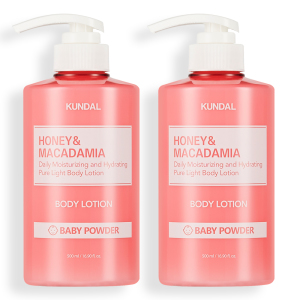 KUNDAL
HONEY&
MACADAMIA
Daily Moisturizing and Hydrating
Pure Light Body Lotion
BODY LOTION
BABY POWDER
KUNDAL
HONEY&
MACADAMIA
Daily Moisturizing and Hydrating
Pure Light Body Lotion
BODY LOTION
BABY POWDER